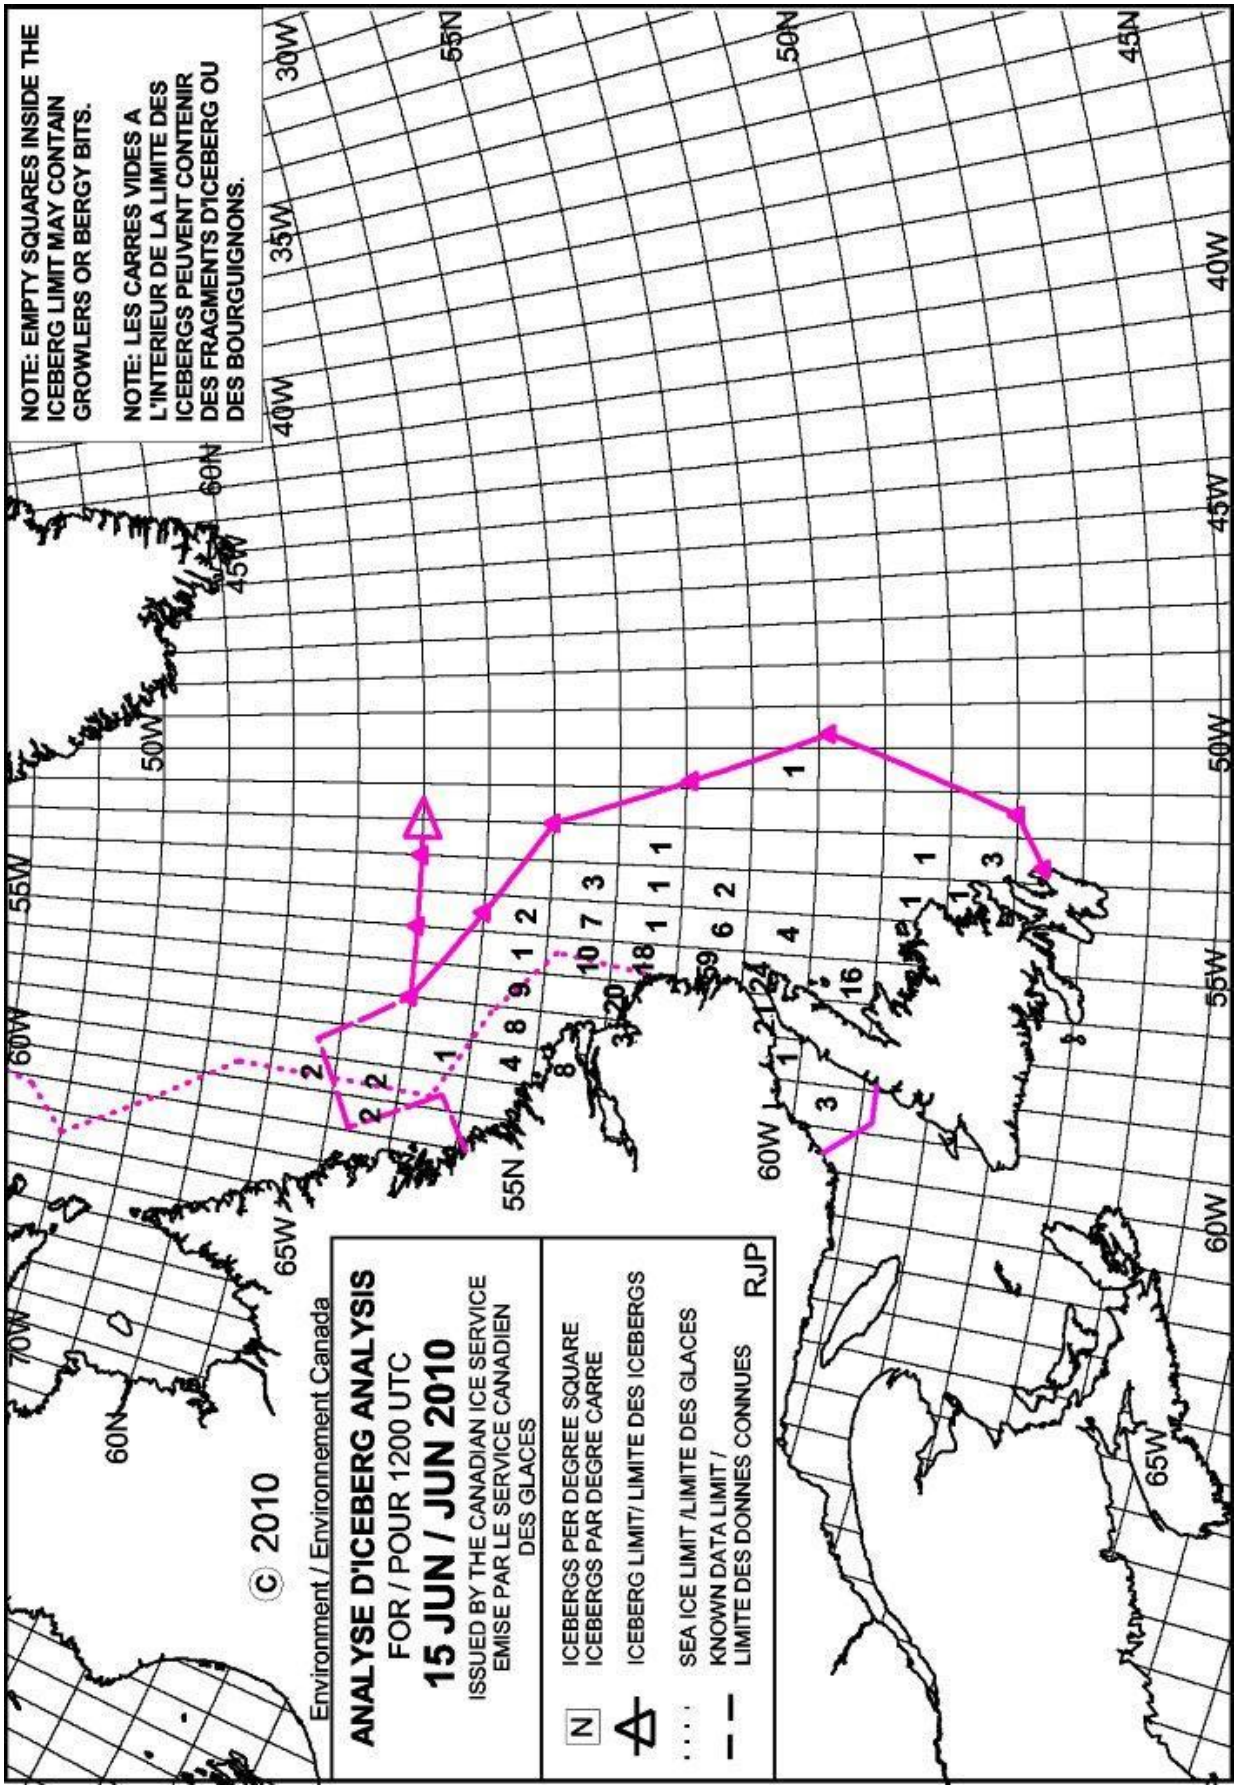 70W
60W
55W
NOTE: EMPTY SQUARES INSIDE THE
ICEBERG LIMIT MAY CONTAIN
GROWLERS OR BERGY BITS.
NOTE: LES CARRES VIDES A
L'INTERIEUR DE LA LIMITE DES
ICEBERGS PEUVENT CONTENIR
DES FRAGMENTS D'ICEBERG OU
DES BOURGUIGNONS.
60N
50W
60N
45W
65W
40W
35W
30W
© 2010
Environment / Environnement Canada
ANALYSE D'ICEBERG ANALYSIS
FOR / POUR 1200 UTC
15 JUN / JUN 2010
ISSUED BY THE CANADIAN ICE SERVICE
EMISE PAR LE SERVICE CANADIEN
DES GLACES
N
ICEBERGS PER DEGREE SQUARE
ICEBERGS PAR DEGRE CARRE
ICEBERG LIMIT/ LIMITE DES ICEBERGS
SEA ICE LIMIT /LIMITE DES GLACES
KNOWN DATA LIMIT /
LIMITE DES DONNES CONNUES
RJP
2
2 2
1
55N
55N
4 8 9 1 2
8 3 10 7 3
3 20 18 1 1 1
59 6 2
21 24 4 1
60W
1
50N
3 16
1 1
1 3
8
45N
65W
60W
55W
50W
45W
40W